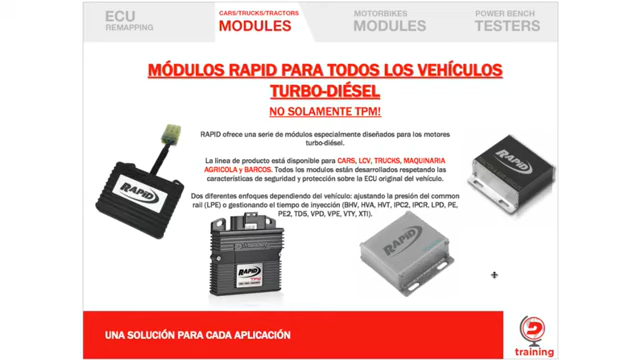 ECU
REMAPPING
CARS/TRUCKS/TRACTORS
MODULES
MOTORBIKES
MODULES
POWER BENCH
TESTERS
MÓDULOS RAPID PARA TODOS LOS VEHÍCULOS
TURBO-DIÉSEL
NO SOLAMENTE TPM!
RAPID ofrece una serie de módulos especialmente diseñados para los motores
turbo-diésel.
La línea de producto está disponible para CARS, LCV, TRUCKS, MAQUINARIA
AGRICOLA y BARCOS. Todos los modulos están desarrollados respetando las
características de seguridad y protección sobre la ECU original del vehículo.
Dos diferentes enfoques dependiendo del vehículo: ajustando la presión del common
rail (LPE) o gestionando el tiempo de inyección (BHV, HVA, HVT, IPC2, IPCR, LPD, PE,
PE2, TDS, VPD, VPE, VTY, XTI).
RAPID
RAPID
RAPID
TPM
RAPID
UNA SOLUCIÓN PARA CADA APLICACIÓN
training